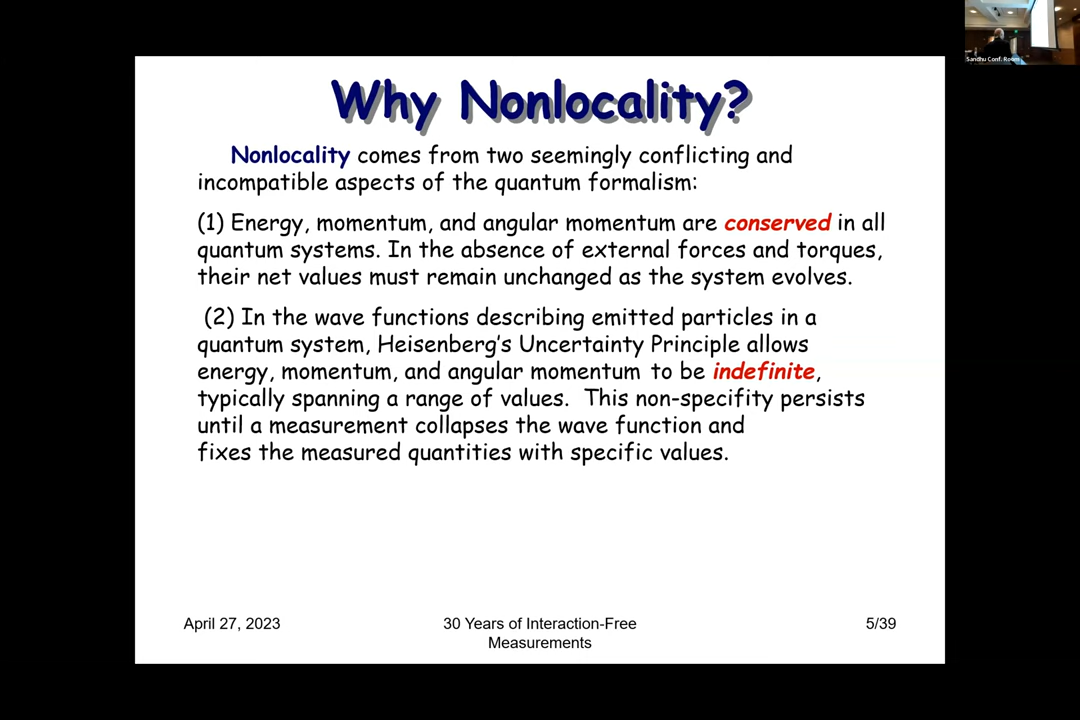 Why Nonlocality?
Nonlocality comes from two seemingly conflicting and
incompatible aspects of the quantum formalism:
(1) Energy, momentum, and angular momentum are conserved in all
quantum systems. In the absence of external forces and torques,
their net values must remain unchanged as the system evolves.
(2) In the wave functions describing emitted particles in a
quantum system, Heisenberg's Uncertainty Principle allows
energy, momentum, and angular momentum to be indefinite,
typically spanning a range of values. This non-specifity persists
until a measurement collapses the wave function and
fixes the measured quantities with specific values.
April 27, 2023
30 Years of Interaction-Free
Measurements
5/39
Sandhu Conf. Room